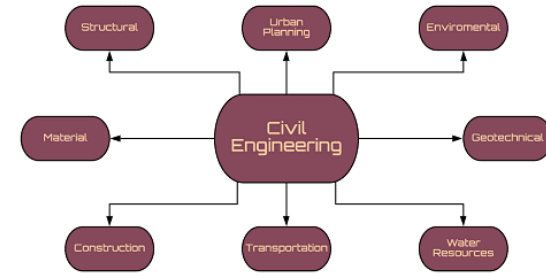 Structural
Urban
Planning
Enviromental
Material
Civil
Engineering
Geotechnical
Construction
Transportation
Water
Resources